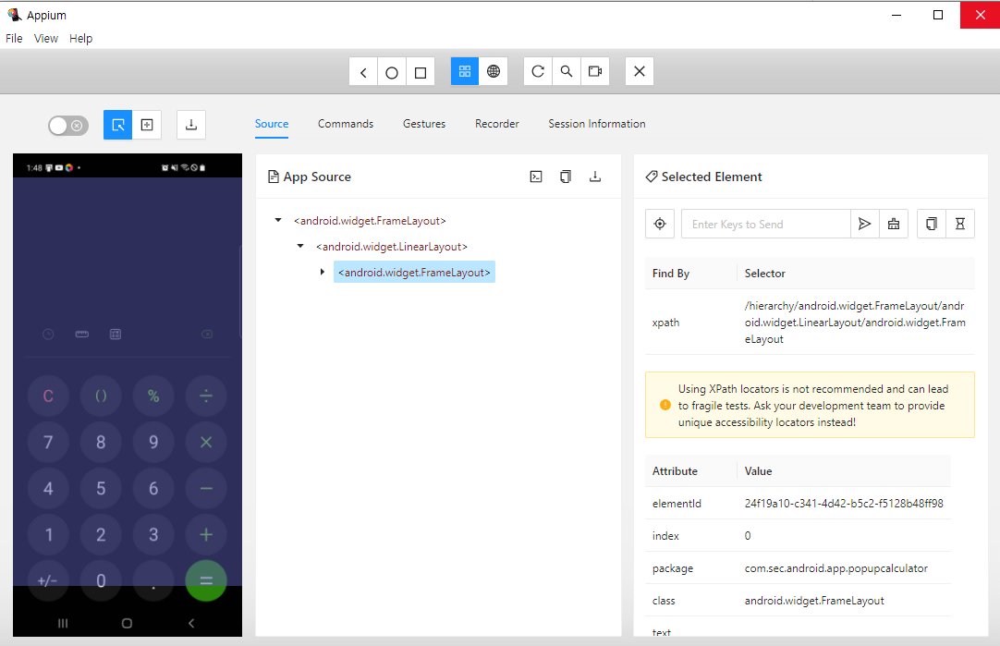 Appium
File View Help
Source Commands Gestures Recorder Session Information
1:48
C () % ÷
7 8 9 ×
4 5 6 −
1 2 3 +
+/− 0 . =
App Source
<android.widget.FrameLayout>
<android.widget.LinearLayout>
<android.widget.FrameLayout>
Selected Element
Enter Keys to Send
Find By Selector
xpath
/hierarchy/android.widget.FrameLayout/andr
oid.widget.LinearLayout/android.widget.Fram
eLayout
Using XPath locators is not recommended and can lead
to fragile tests. Ask your development team to provide
unique accessibility locators instead!
Attribute Value
elementId 24f19a10-c341-4d42-b5c2-f5128b48ff98
index 0
package com.sec.android.app.popupcalculator
class android.widget.FrameLayout
text